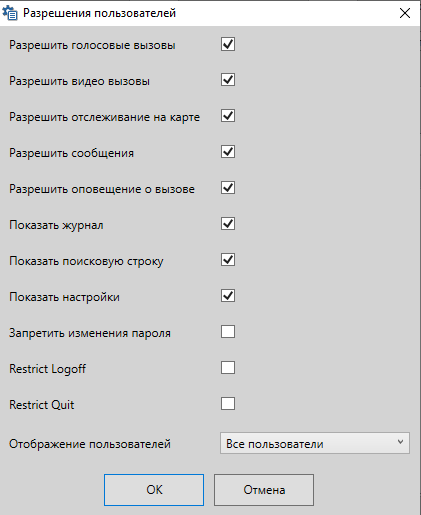 Разрешения пользователей
Разрешить голосовые вызовы
Разрешить видео вызовы
Разрешить отслеживание на карте
Разрешить сообщения
Разрешить оповещение о вызове
Показать журнал
Показать поисковую строку
Показать настройки
Запретить изменения пароля
Restrict Logoff
Restrict Quit
Отображение пользователей Все пользователи
ОК Отмена